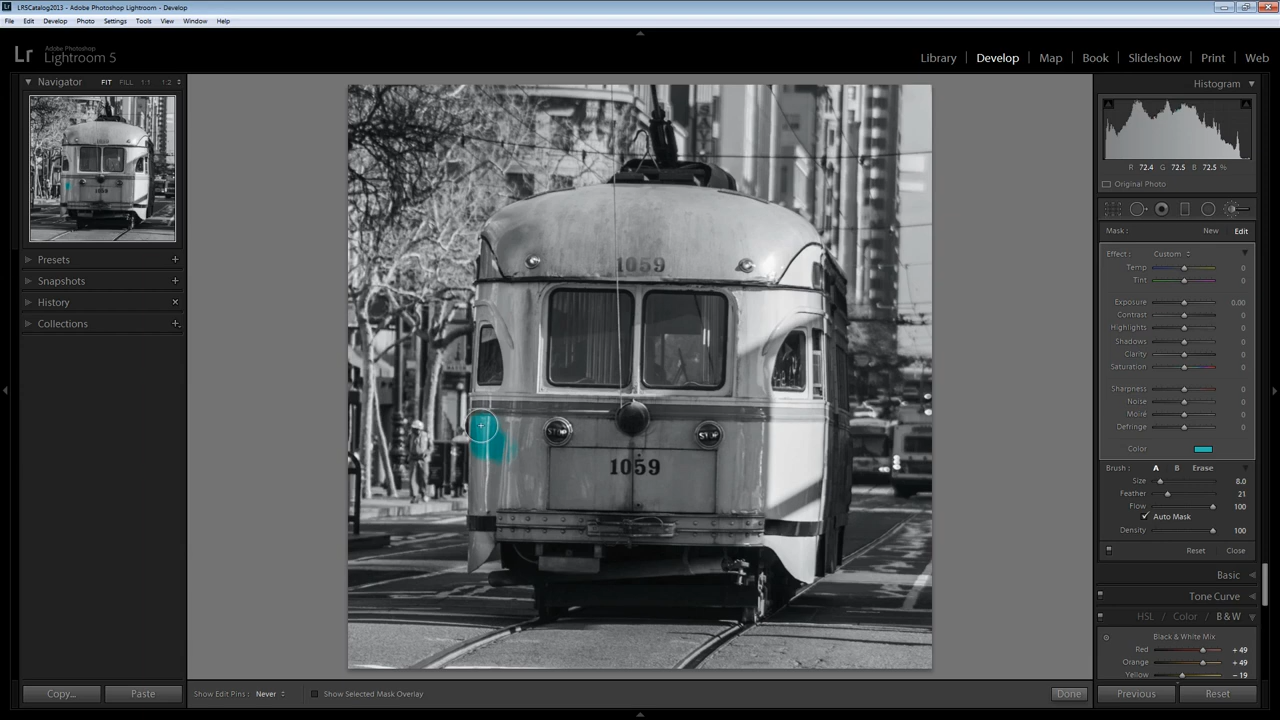 LRSCatalog2013 - Adobe Photoshop Lightroom - Develop
File Edit Develop Photo Settings Tools View Window Help
Lr Adobe Photoshop
Lightroom 5
Library Develop Map Book Slideshow Print Web
Navigator FIT FILL 1:1 1:2
Presets
Snapshots
History
Collections
Copy... Paste
1059
STOP STOP
1059
Show Edit Pins : Never Show Selected Mask Overlay Done
Histogram
R 72.4 G 72.5 B 72.5 %
Original Photo
Mask : New Edit
Effect : Custom
Temp 0
Tint 0
Exposure 0.00
Contrast 0
Highlights 0
Shadows 0
Clarity 0
Saturation 0
Sharpness 0
Noise 0
Moiré 0
Defringe 0
Color
Brush : A B Erase
Size 8.0
Feather 21
Flow 100
Auto Mask
Density 100
Reset Close
Basic
Tone Curve
HSL / Color / B&W
Black & White Mix
Red + 49
Orange + 49
Yellow – 19
Previous Reset